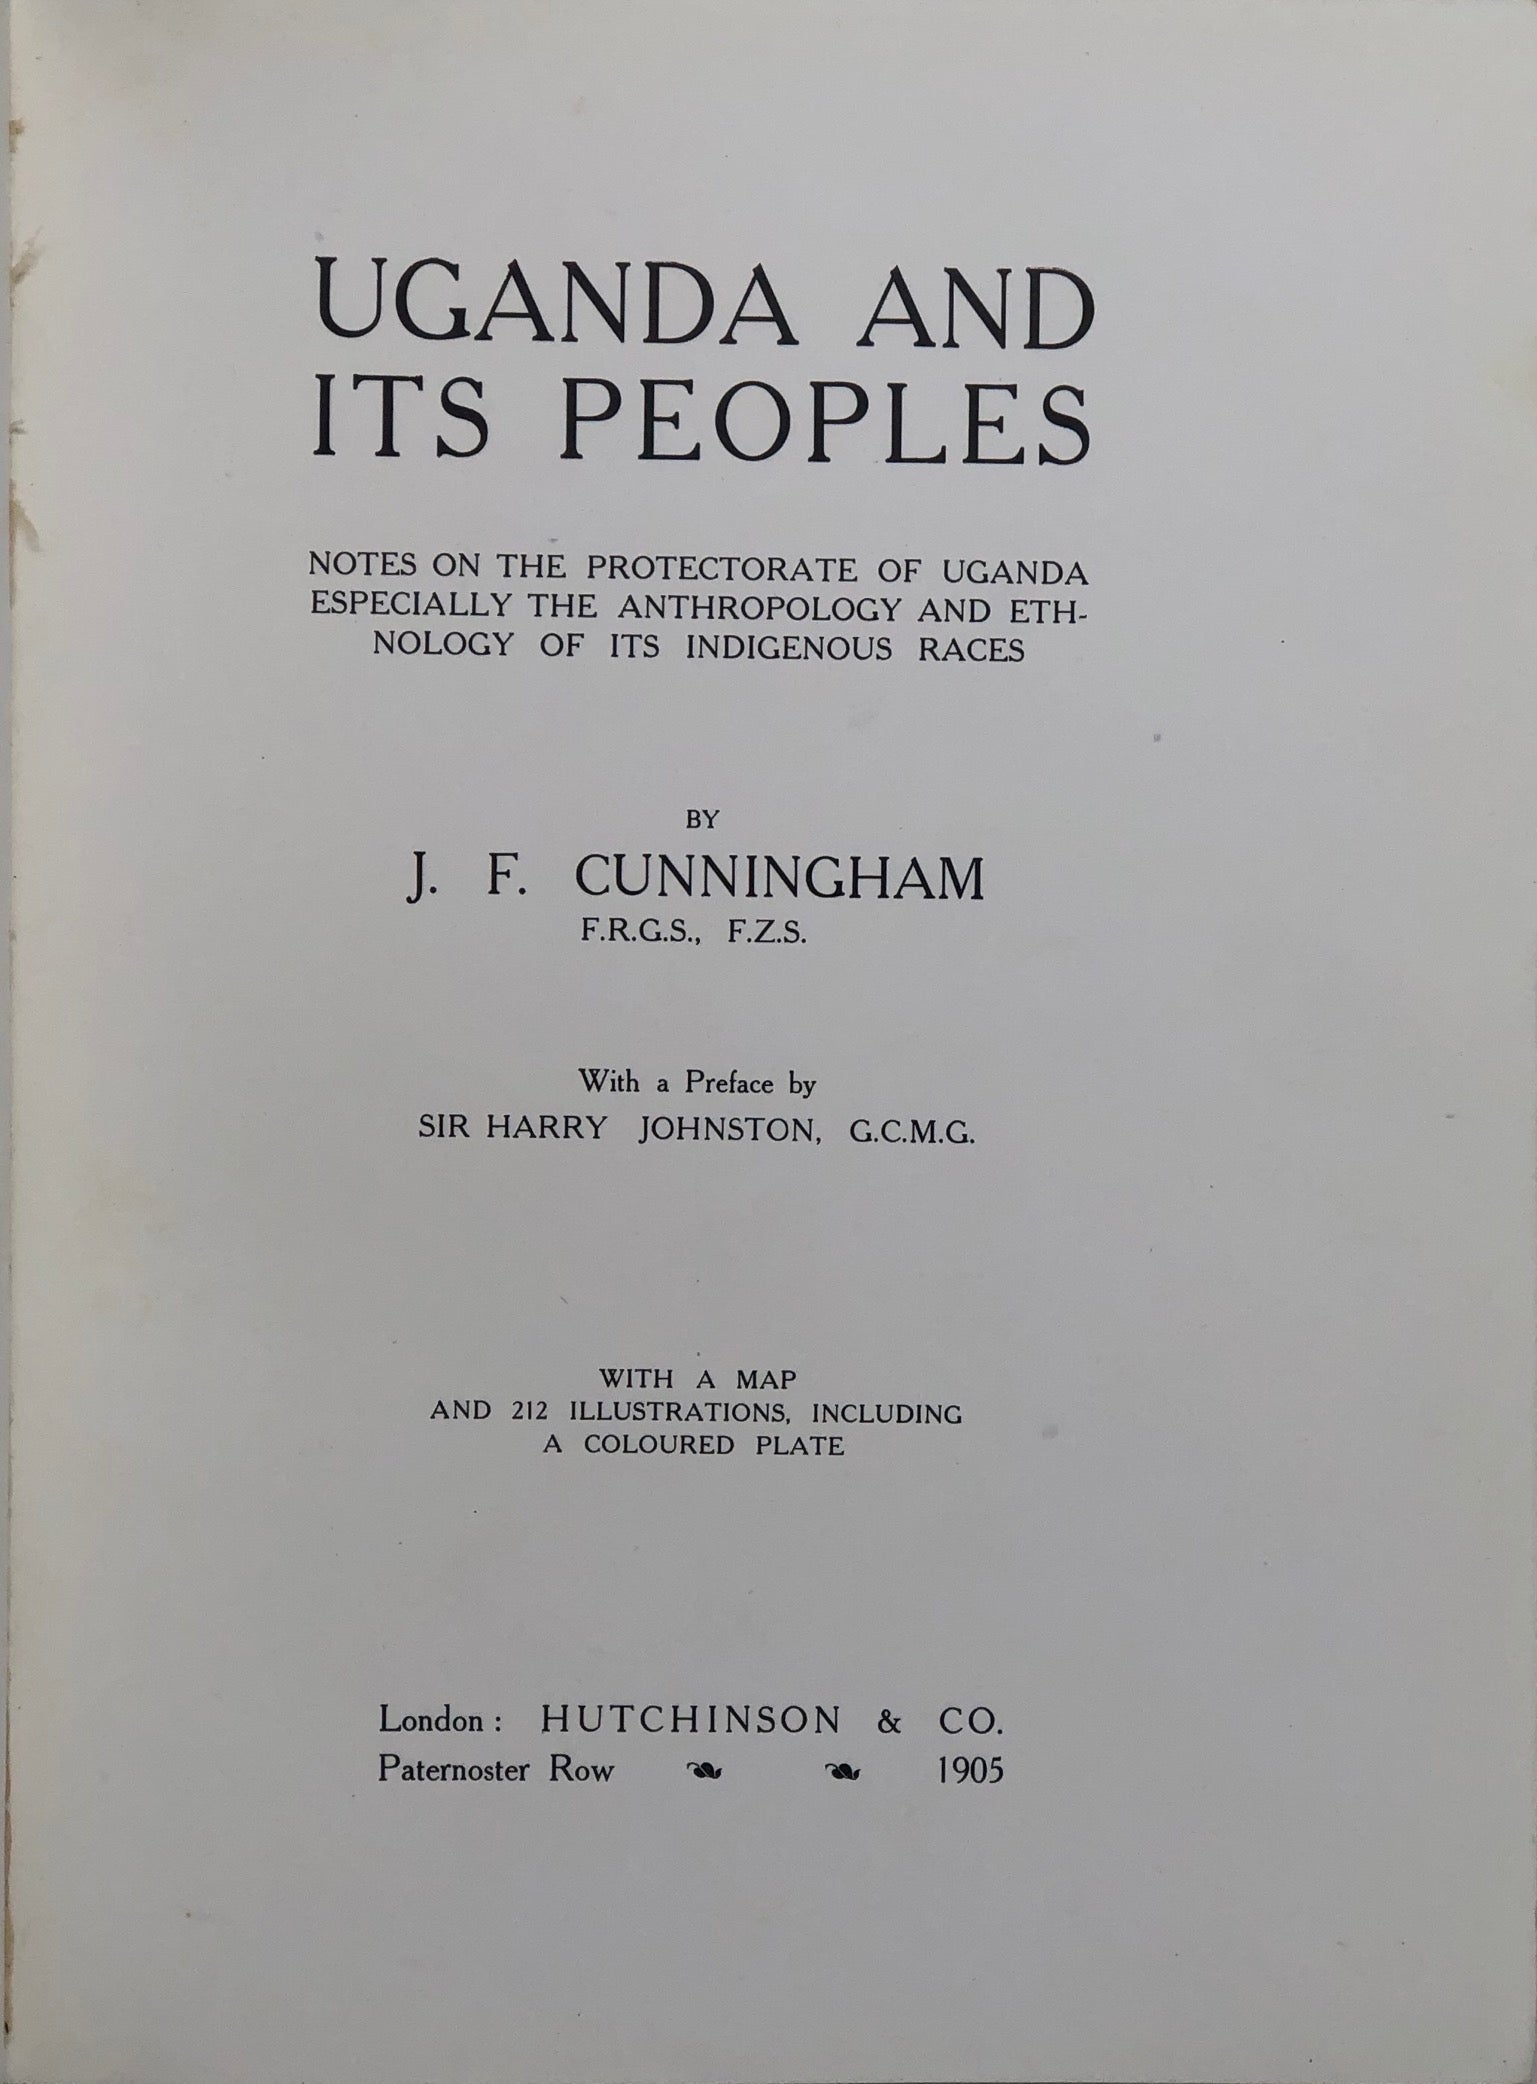 UGANDA AND
ITS PEOPLES
NOTES ON THE PROTECTORATE OF UGANDA
ESPECIALLY THE ANTHROPOLOGY AND ETH-
NOLOGY OF ITS INDIGENOUS RACES
BY
J. F. CUNNINGHAM
F.R.G.S., F.Z.S.
With a Preface by
SIR HARRY JOHNSTON, G.C.M.G.
WITH A MAP
AND 212 ILLUSTRATIONS, INCLUDING
A COLOURED PLATE
London: HUTCHINSON & CO.
Paternoster Row 1905